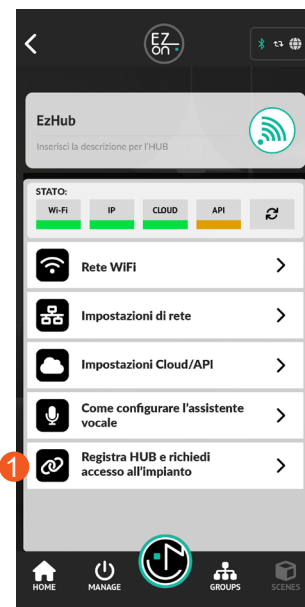 EZ
on
EzHub
Inserisci la descrizione per l'HUB
STATO:
Wi-Fi IP CLOUD API
Rete WiFi
Impostazioni di rete
Impostazioni Cloud/API
Come configurare l'assistente
vocale
1
Registra HUB e richiedi
accesso all'impianto
HOME MANAGE GROUPS SCENES